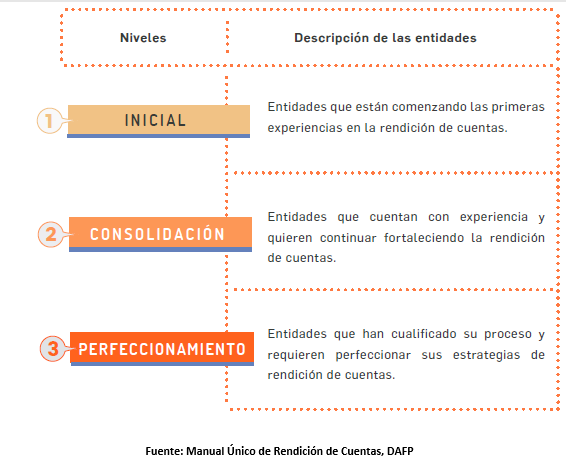 Niveles
Descripción de las entidades
1
INICIAL
Entidades que están comenzando las primeras
experiencias en la rendición de cuentas.
2
CONSOLIDACIÓN
Entidades que cuentan con experiencia y
quieren continuar fortaleciendo la rendición
de cuentas.
3
PERFECCIONAMIENTO
Entidades que han cualificado su proceso y
requieren perfeccionar sus estrategias de
rendición de cuentas.
Fuente: Manual Único de Rendición de Cuentas, DAFP